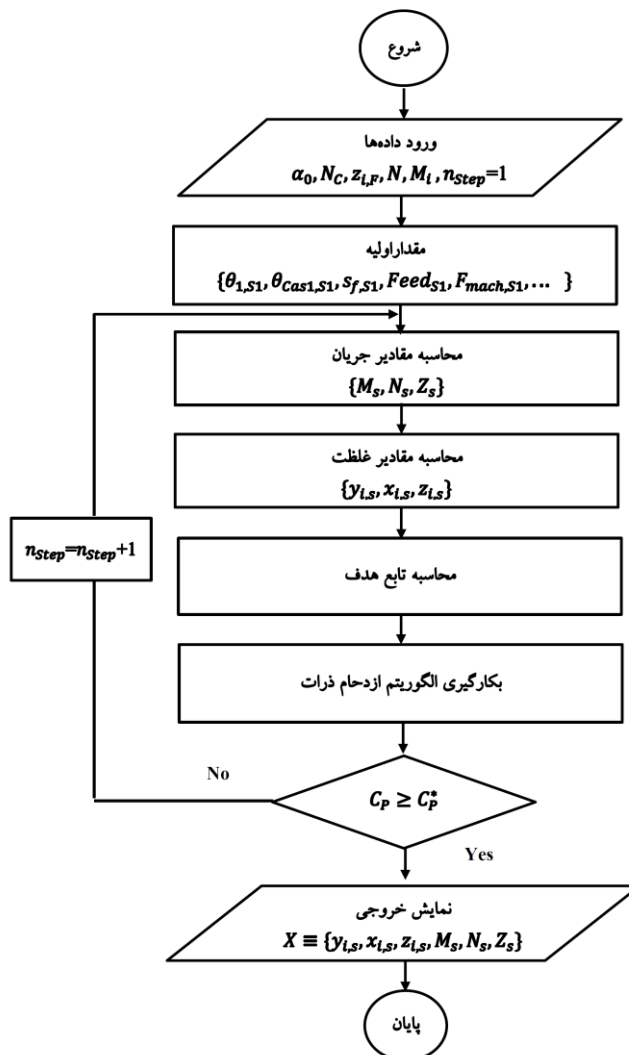 شروع
ورود داده‌ها
α₀, N_C, z_{i,F}, N, M_i, n_{Step}=1
مقداراولیه
{θ_{1,S1}, θ_{Cas1,S1}, s_{f,S1}, Feed_{S1}, F_{mach,S1}, … }
محاسبه مقادیر جریان
{M_s, N_s, Z_s}
محاسبه مقادیر غلظت
{y_{i,s}, x_{i,s}, z_{i,s}}
n_{Step}=n_{Step}+1
محاسبه تابع هدف
بکارگیری الگوریتم ازدحام ذرات
No
C_P ≥ C_P^*
Yes
نمایش خروجی
X ≡ {y_{i,s}, x_{i,s}, z_{i,s}, M_s, N_s, Z_s}
پایان